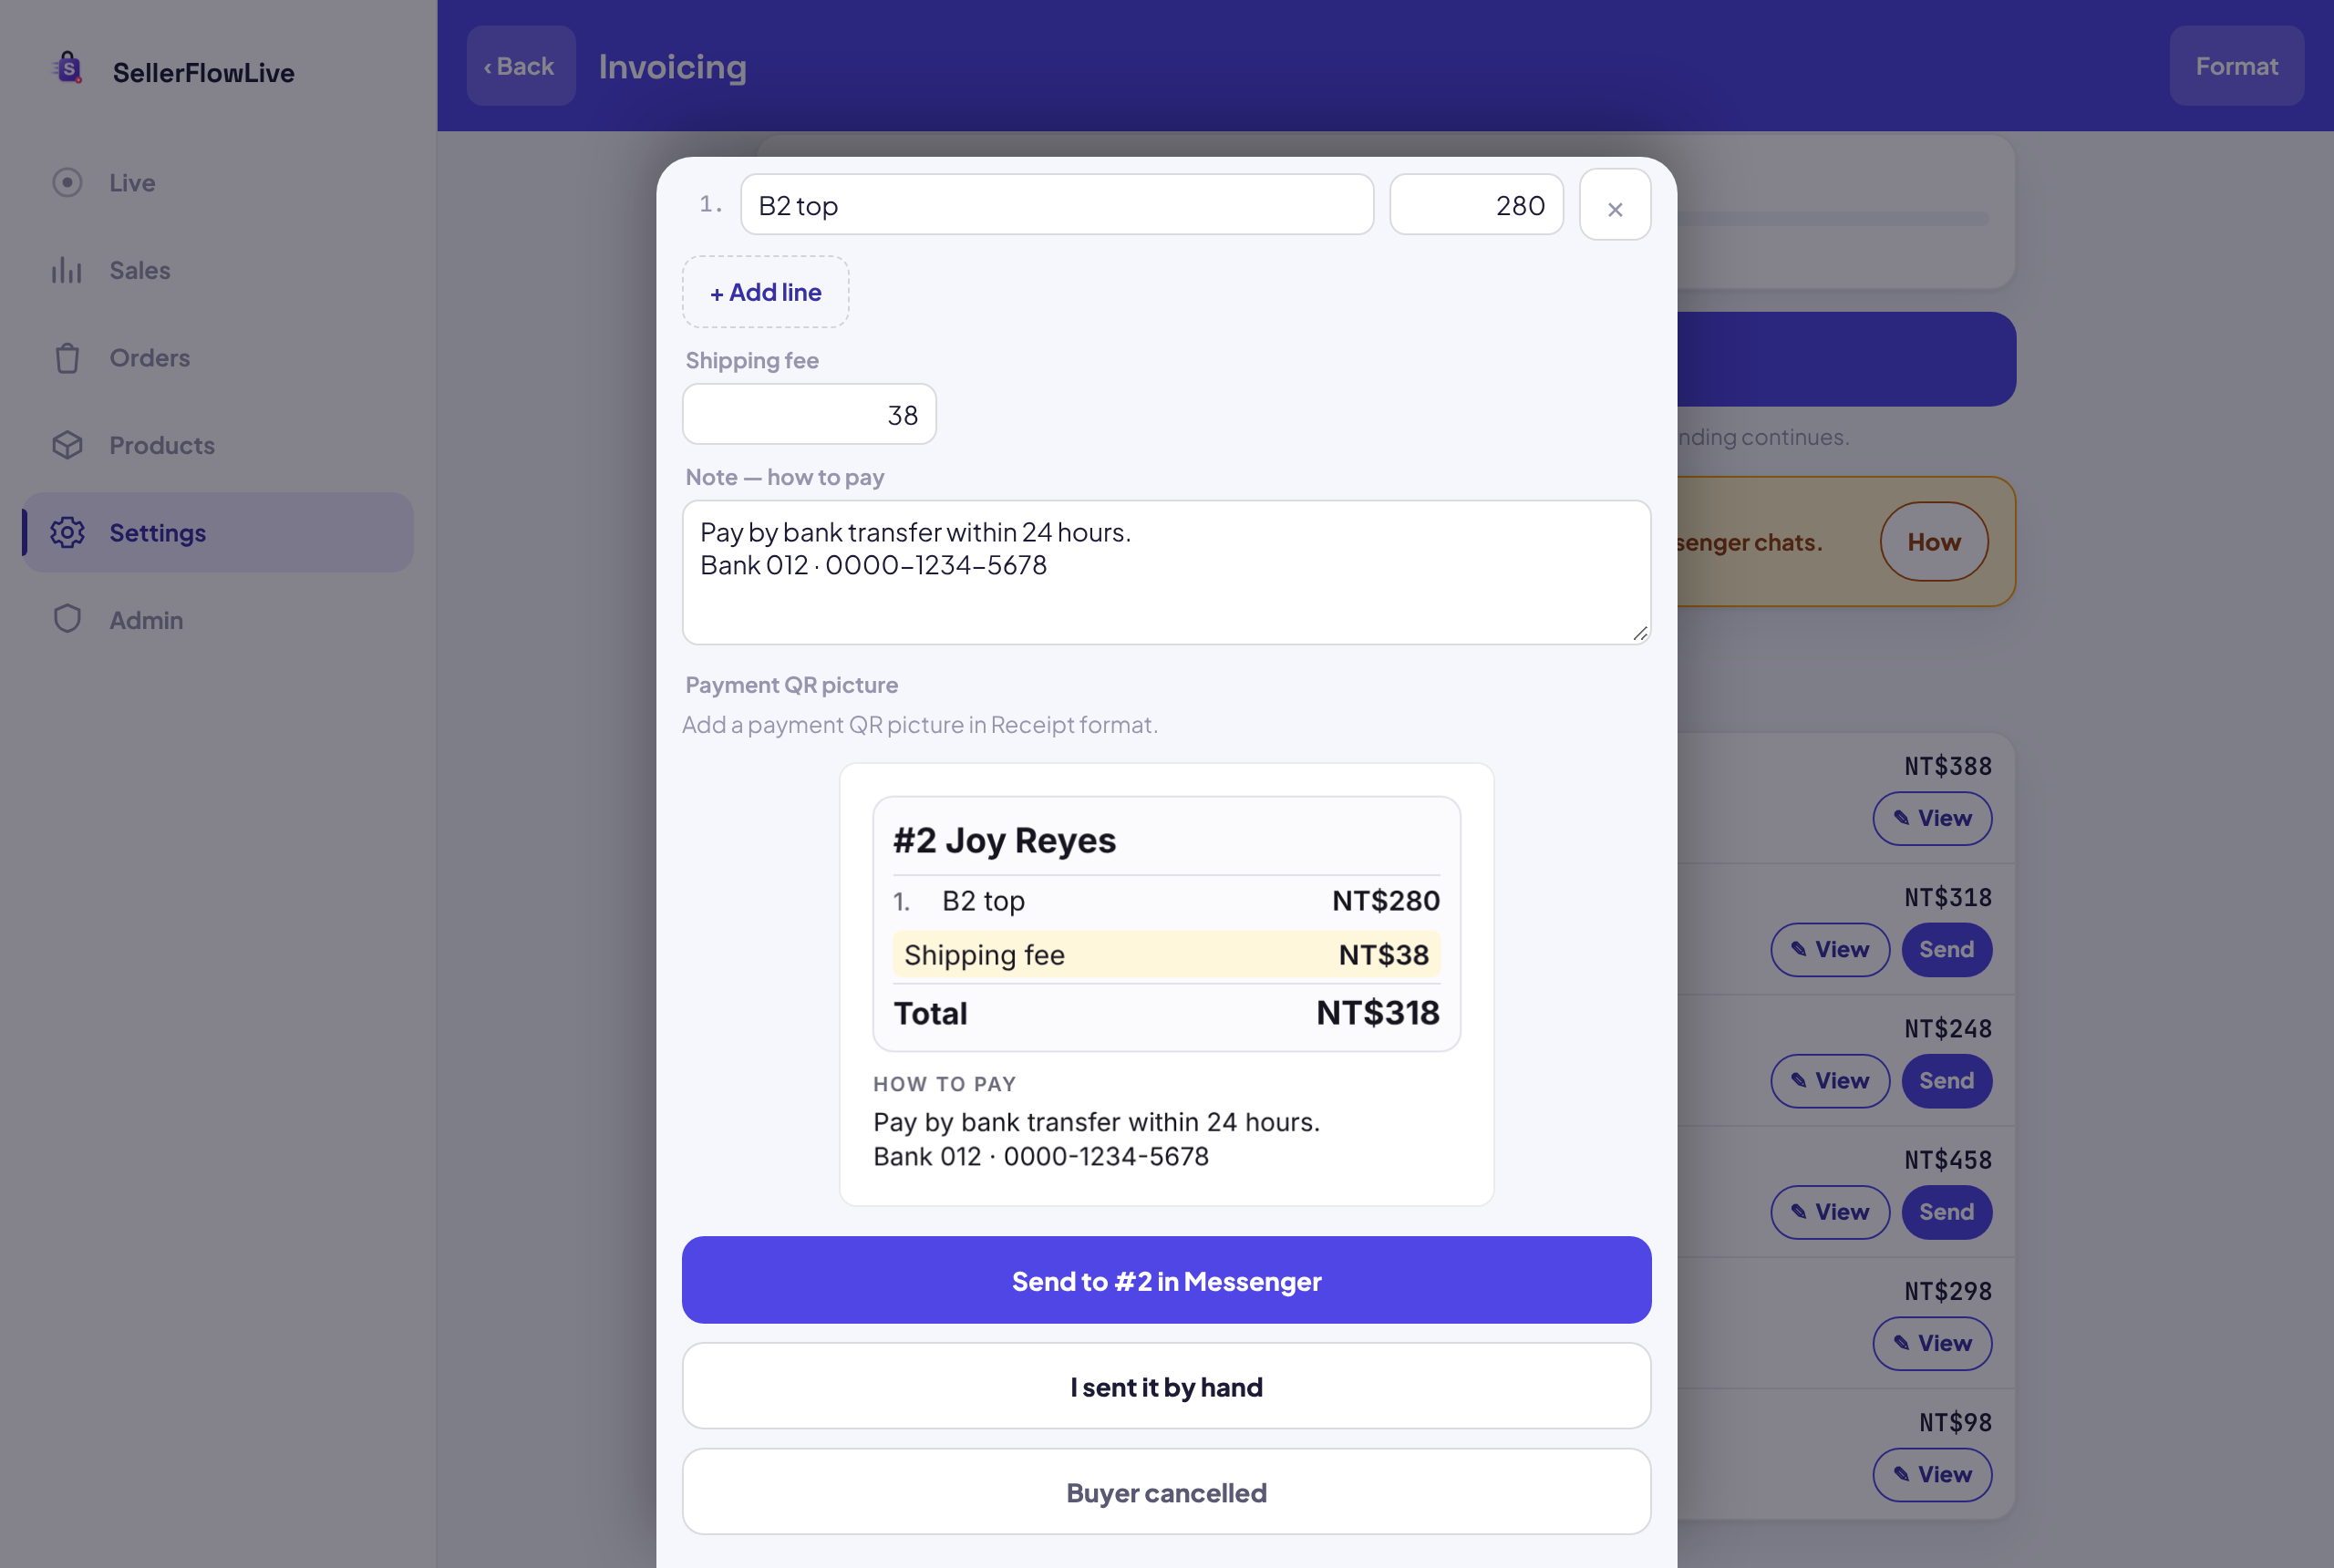 SellerFlowLive
Live
Sales
Orders
Products
Settings
Admin
‹ Back
Invoicing
Format
1.
B2 top
280
×
+ Add line
Shipping fee
38
Note — how to pay
Pay by bank transfer within 24 hours.
Bank 012 · 0000-1234-5678
Payment QR picture
Add a payment QR picture in Receipt format.
#2 Joy Reyes
1. B2 top NT$280
Shipping fee NT$38
Total NT$318
HOW TO PAY
Pay by bank transfer within 24 hours.
Bank 012 · 0000-1234-5678
Send to #2 in Messenger
I sent it by hand
Buyer cancelled
nding continues.
senger chats.
How
NT$388
✎ View
NT$318
✎ View Send
NT$248
✎ View Send
NT$458
✎ View Send
NT$298
✎ View
NT$98
✎ View